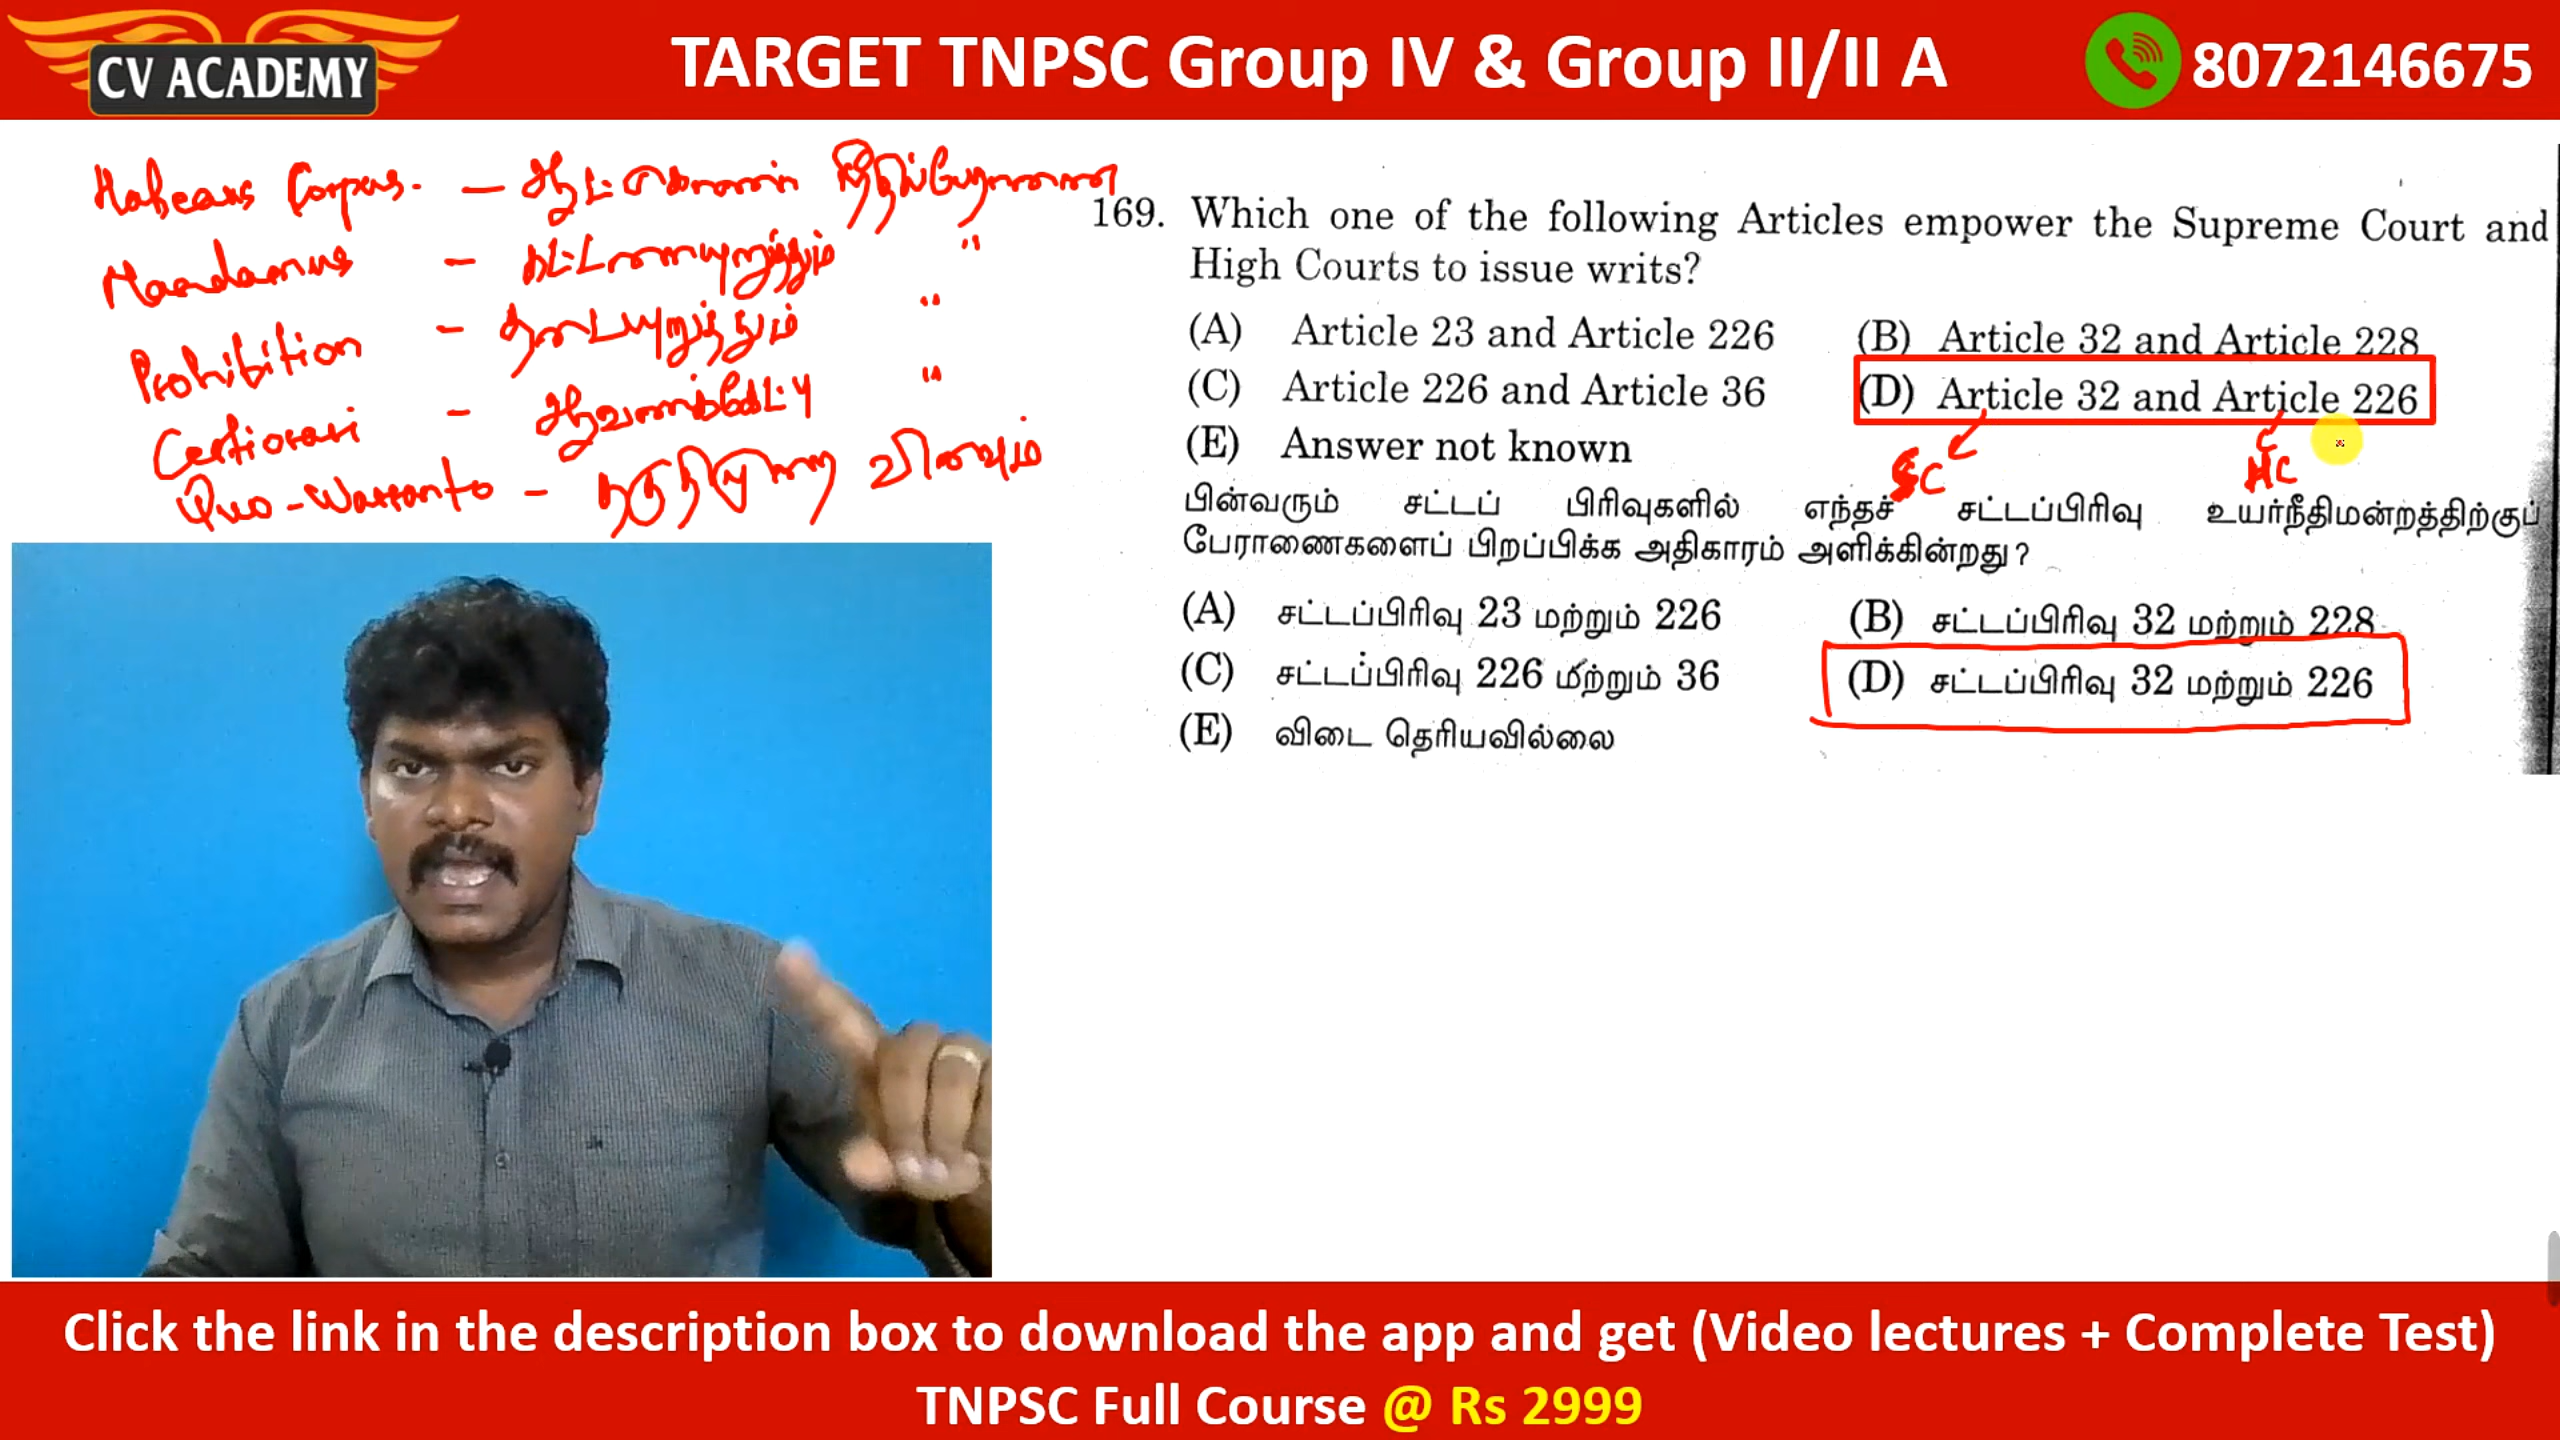 CV ACADEMY
TARGET TNPSC Group IV & Group II/II A
8072146675
Habeaus Corpus. - ஆட்கொணர் நீதிப்பேராணை
Mandamus - கட்டளையுறுத்தும் "
Prohibition - தடையுறுத்தும் "
Certiorari - ஆவணக்கேட்பு "
Quo-Warranto - தகுதிமுறை வினவும்
169. Which one of the following Articles empower the Supreme Court and
High Courts to issue writs?
(A) Article 23 and Article 226
(B) Article 32 and Article 228
(C) Article 226 and Article 36
(D) Article 32 and Article 226
SC HC
(E) Answer not known
பின்வரும் சட்டப் பிரிவுகளில் எந்தச் சட்டப்பிரிவு உயர்நீதிமன்றத்திற்குப்
பேராணைகளைப் பிறப்பிக்க அதிகாரம் அளிக்கின்றது?
(A) சட்டப்பிரிவு 23 மற்றும் 226
(B) சட்டப்பிரிவு 32 மற்றும் 228
(C) சட்டப்பிரிவு 226 மற்றும் 36
(D) சட்டப்பிரிவு 32 மற்றும் 226
(E) விடை தெரியவில்லை
Click the link in the description box to download the app and get (Video lectures + Complete Test)
TNPSC Full Course @ Rs 2999